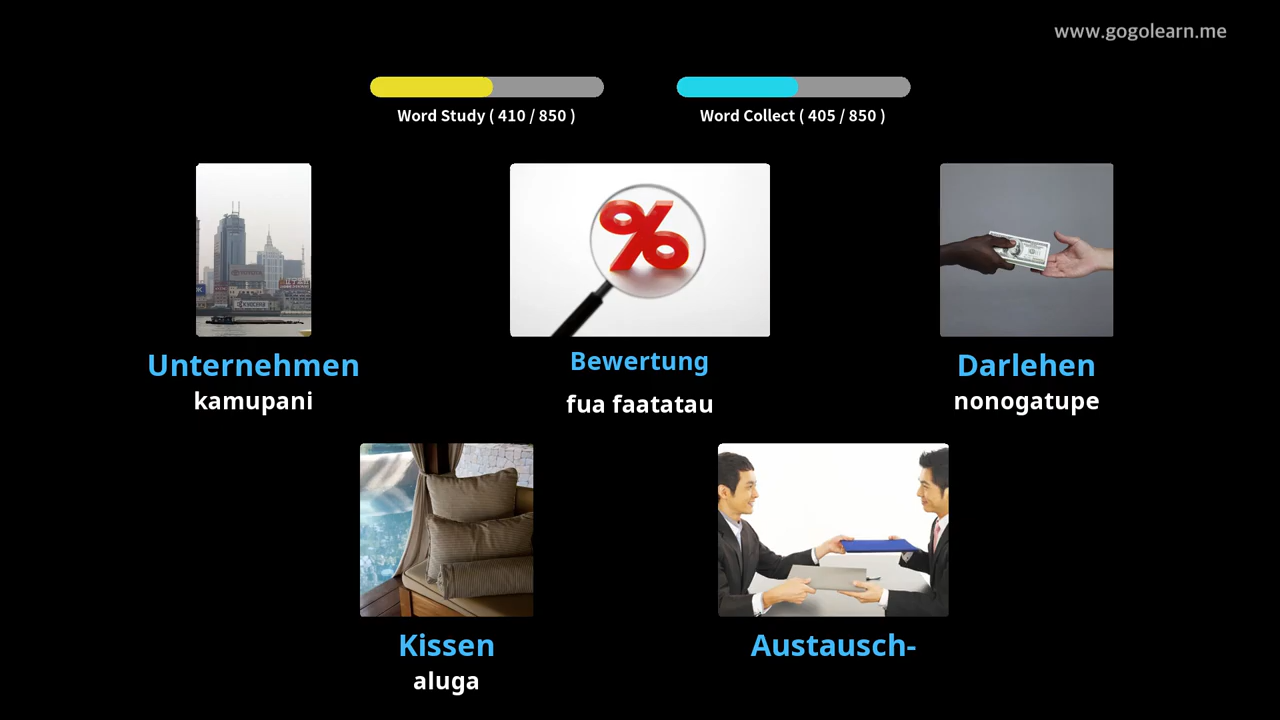 www.gogolearn.me
Word Study ( 410 / 850 )
Word Collect ( 405 / 850 )
Unternehmen
kamupani
Bewertung
fua faatatau
Darlehen
nonogatupe
Kissen
aluga
Austausch-